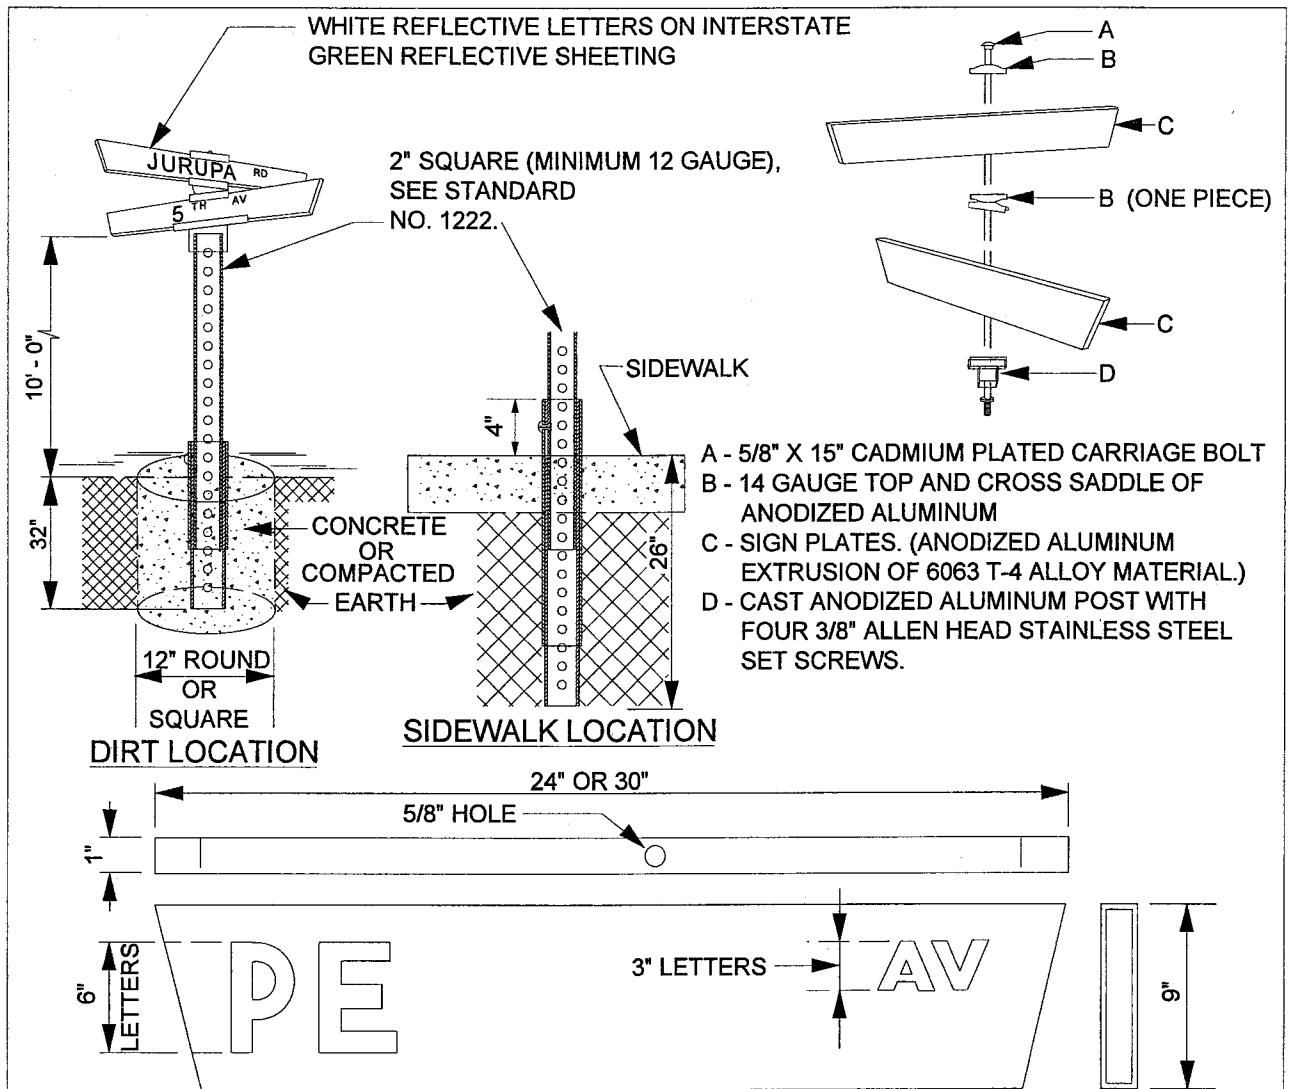 WHITE REFLECTIVE LETTERS ON INTERSTATE
GREEN REFLECTIVE SHEETING
JURUPA RD
5 TH AV
2" SQUARE (MINIMUM 12 GAUGE),
SEE STANDARD
NO. 1222.
10' - 0"
32"
CONCRETE
OR
COMPACTED
EARTH
12" ROUND
OR
SQUARE
DIRT LOCATION
4"
SIDEWALK
26"
SIDEWALK LOCATION
A
B
C
B (ONE PIECE)
C
D
A - 5/8" X 15" CADMIUM PLATED CARRIAGE BOLT
B - 14 GAUGE TOP AND CROSS SADDLE OF
ANODIZED ALUMINUM
C - SIGN PLATES. (ANODIZED ALUMINUM
EXTRUSION OF 6063 T-4 ALLOY MATERIAL.)
D - CAST ANODIZED ALUMINUM POST WITH
FOUR 3/8" ALLEN HEAD STAINLESS STEEL
SET SCREWS.
24" OR 30"
5/8" HOLE
1"
6"
LETTERS
PE
3" LETTERS
AV
9"